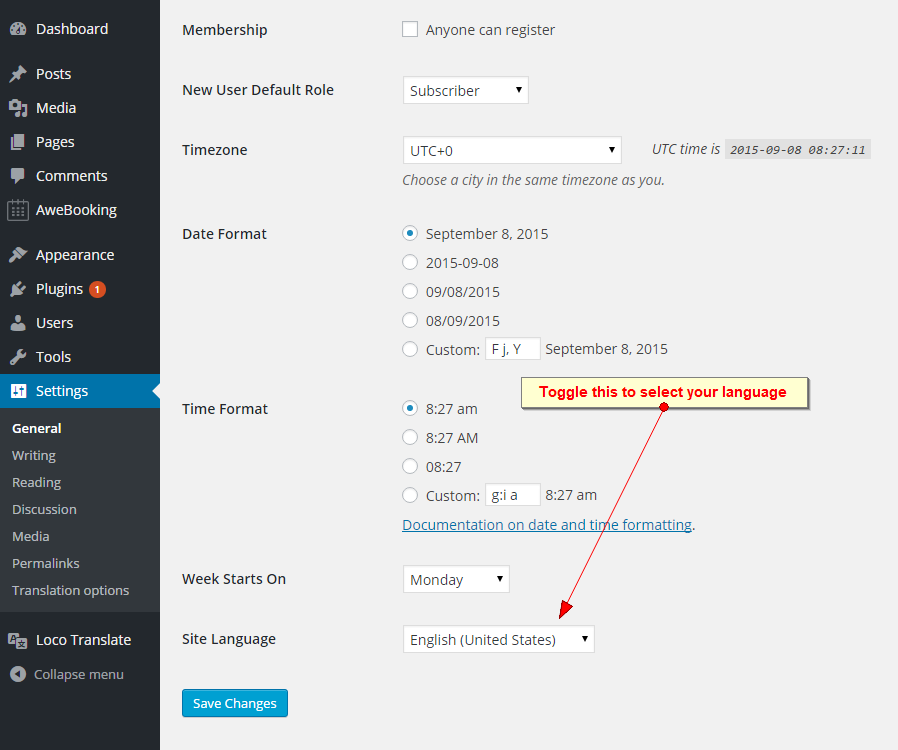 Dashboard
Posts
Media
Pages
Comments
AweBooking
Appearance
Plugins 1
Users
Tools
Settings
General
Writing
Reading
Discussion
Media
Permalinks
Translation options
Loco Translate
Collapse menu
Membership Anyone can register
New User Default Role Subscriber
Timezone UTC+0 UTC time is 2015-09-08 08:27:11
Choose a city in the same timezone as you.
Date Format September 8, 2015
2015-09-08
09/08/2015
08/09/2015
Custom: F j, Y September 8, 2015
Toggle this to select your language
Time Format 8:27 am
8:27 AM
08:27
Custom: g:i a 8:27 am
Documentation on date and time formatting.
Week Starts On Monday
Site Language English (United States)
Save Changes